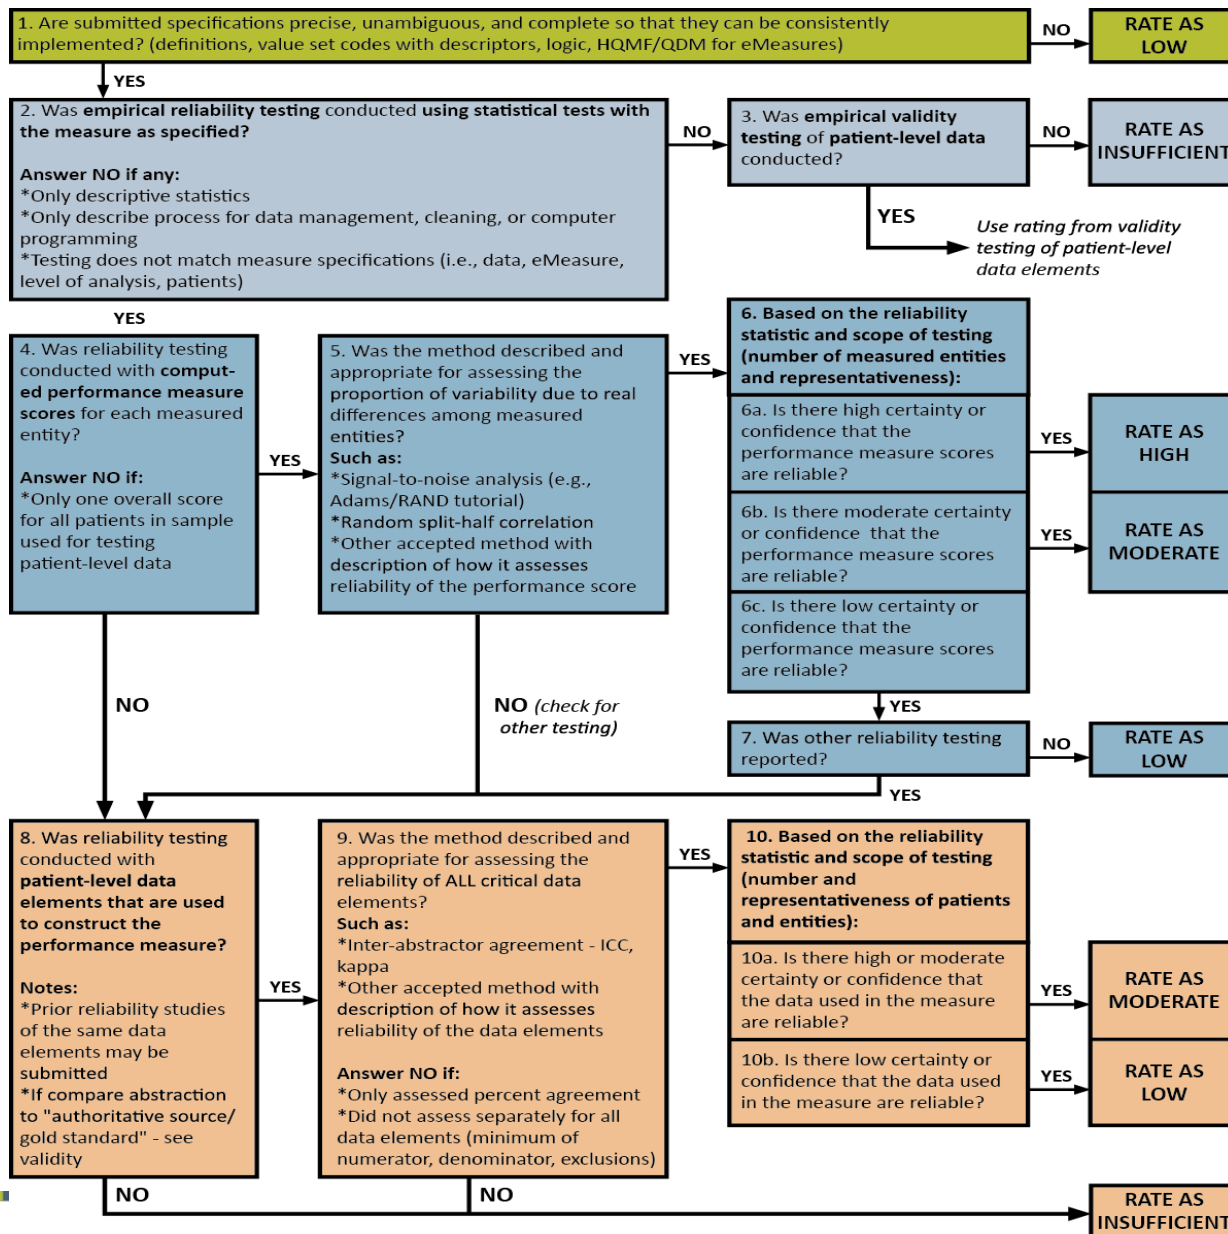 1. Are submitted specifications precise, unambiguous, and complete so that they can be consistently
implemented? (definitions, value set codes with descriptors, logic, HQMF/QDM for eMeasures)
NO
RATE AS
LOW
YES
2. Was empirical reliability testing conducted using statistical tests with
the measure as specified?
Answer NO if any:
*Only descriptive statistics
*Only describe process for data management, cleaning, or computer
programming
*Testing does not match measure specifications (i.e., data, eMeasure,
level of analysis, patients)
NO
3. Was empirical validity
testing of patient-level data
conducted?
NO
RATE AS
INSUFFICIENT
YES
Use rating from validity
testing of patient-level
data elements
YES
4. Was reliability testing
conducted with comput-
ed performance measure
scores for each measured
entity?
Answer NO if:
*Only one overall score
for all patients in sample
used for testing
patient-level data
YES
5. Was the method described and
appropriate for assessing the
proportion of variability due to real
differences among measured
entities?
Such as:
*Signal-to-noise analysis (e.g.,
Adams/RAND tutorial)
*Random split-half correlation
*Other accepted method with
description of how it assesses
reliability of the performance score
YES
6. Based on the reliability
statistic and scope of testing
(number of measured entities
and representativeness):
6a. Is there high certainty or
confidence that the
performance measure scores
are reliable?
YES
RATE AS
HIGH
6b. Is there moderate certainty
or confidence that the
performance measure scores
are reliable?
YES
RATE AS
MODERATE
6c. Is there low certainty or
confidence that the
performance measure scores
are reliable?
YES
NO
NO (check for
other testing)
7. Was other reliability testing
reported?
NO
RATE AS
LOW
YES
8. Was reliability testing
conducted with
patient-level data
elements that are used
to construct the
performance measure?
Notes:
*Prior reliability studies
of the same data
elements may be
submitted
*If compare abstraction
to "authoritative source/
gold standard" - see
validity
YES
9. Was the method described and
appropriate for assessing the
reliability of ALL critical data
elements?
Such as:
*Inter-abstractor agreement - ICC,
kappa
*Other accepted method with
description of how it assesses
reliability of the data elements
Answer NO if:
*Only assessed percent agreement
*Did not assess separately for all
data elements (minimum of
numerator, denominator, exclusions)
YES
10. Based on the reliability
statistic and scope of testing
(number and
representativeness of patients
and entities):
10a. Is there high or moderate
certainty or confidence that
the data used in the measure
are reliable?
YES
RATE AS
MODERATE
10b. Is there low certainty or
confidence that the data used
in the measure are reliable?
YES
RATE AS
LOW
NO
NO
RATE AS
INSUFFICIENT